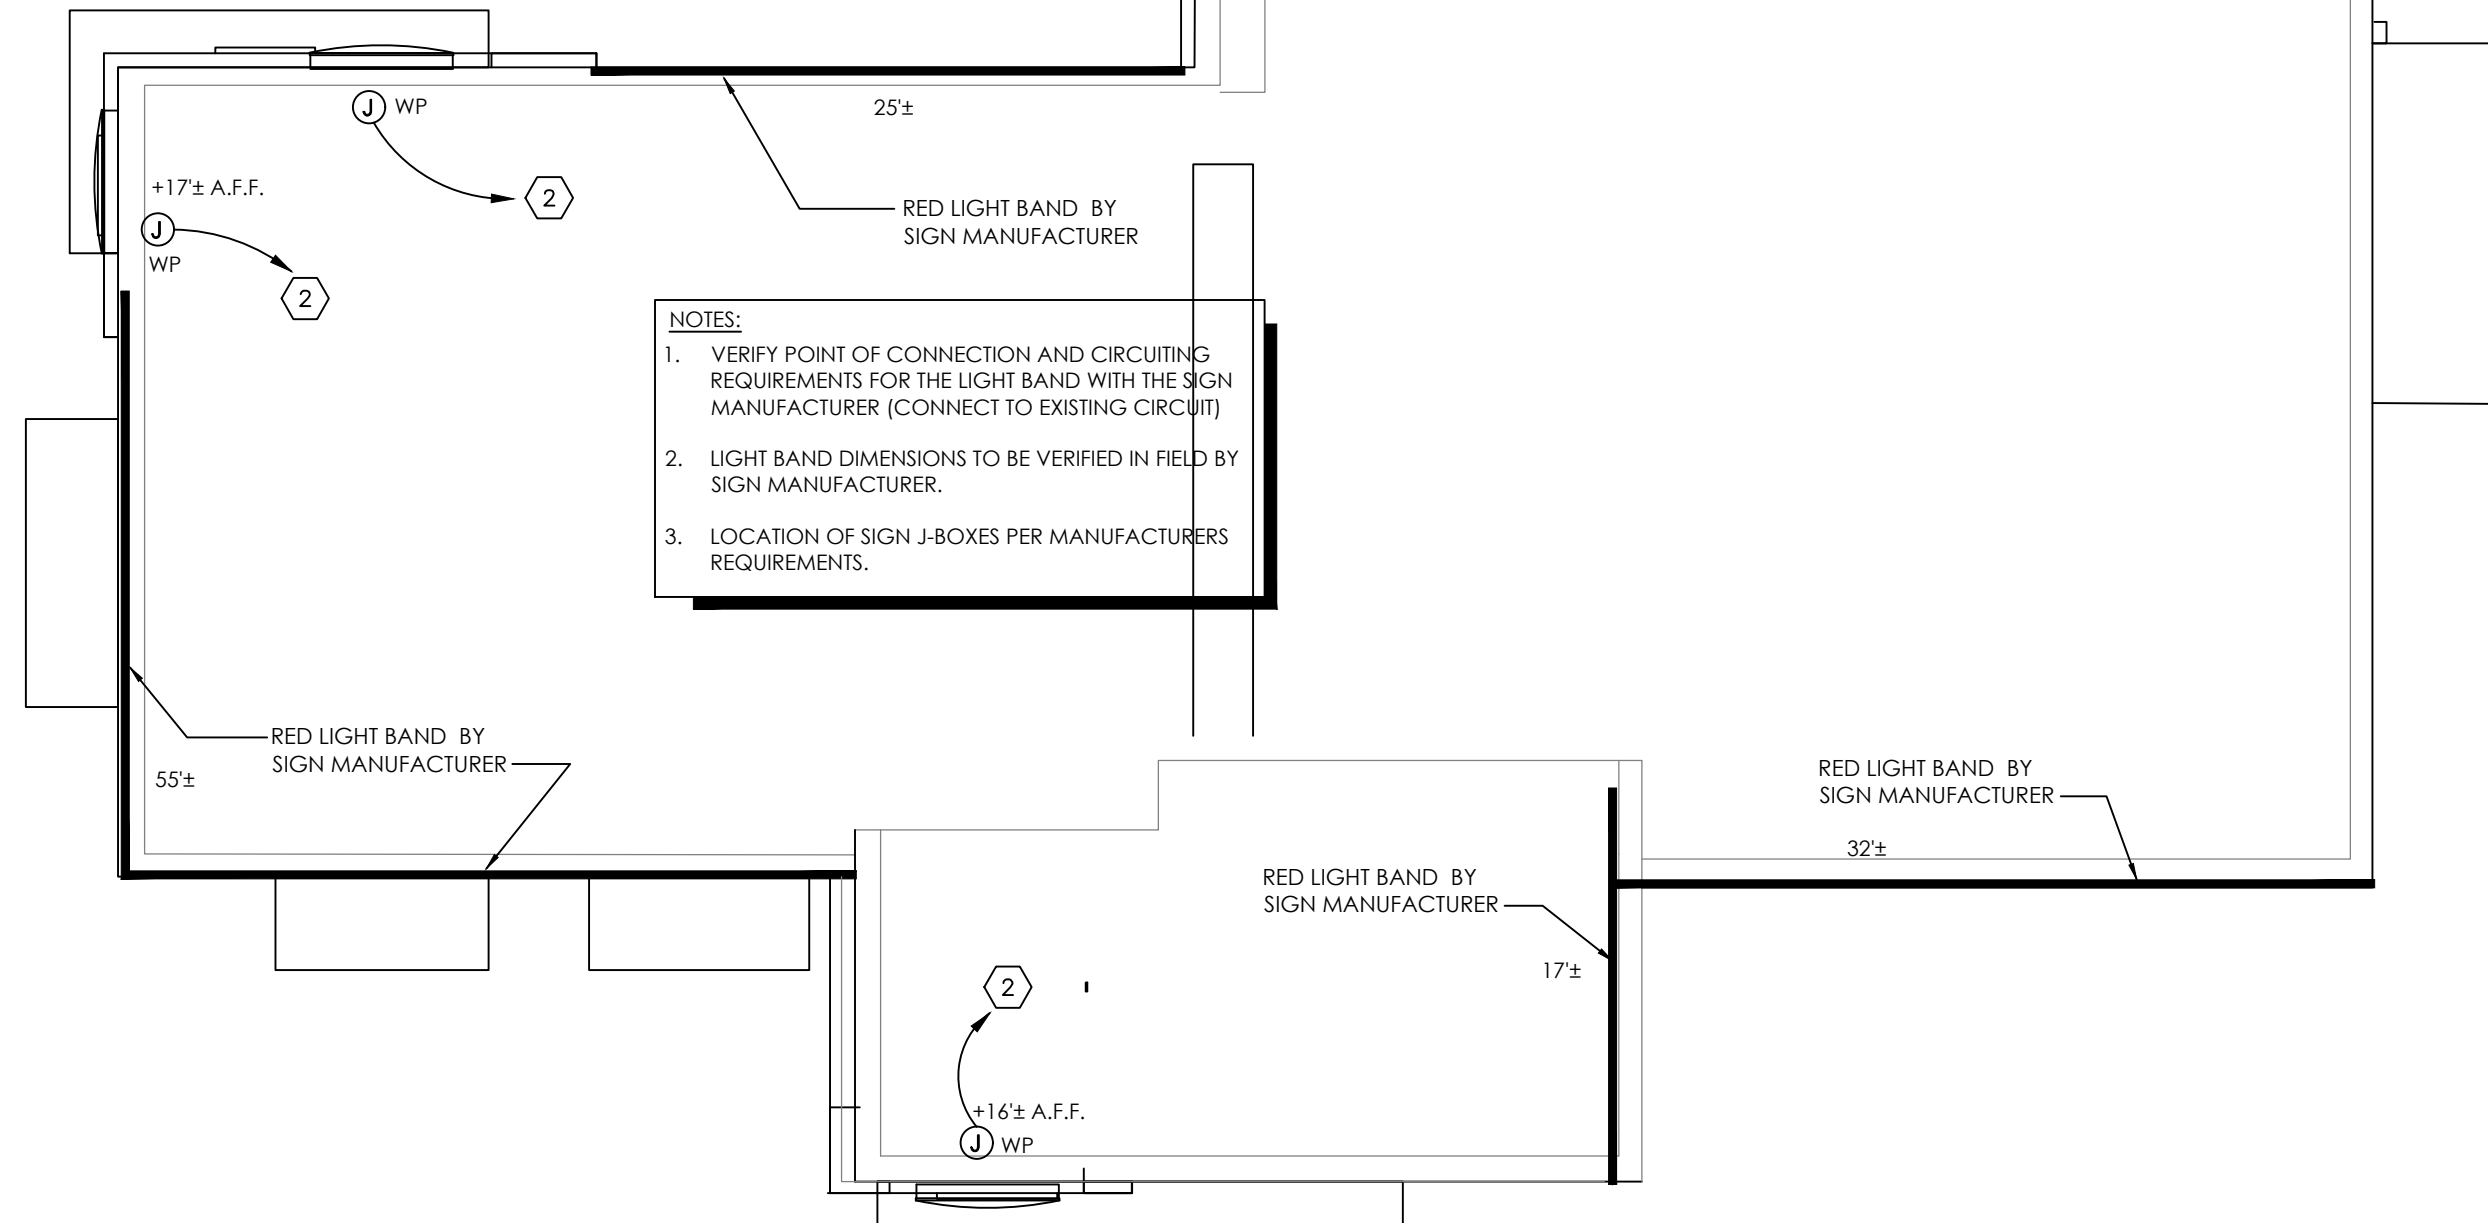 J WP
25'±
+17'± A.F.F.
J
WP
2
2
RED LIGHT BAND  BY
SIGN MANUFACTURER
NOTES:
1. VERIFY POINT OF CONNECTION AND CIRCUITING
REQUIREMENTS FOR THE LIGHT BAND WITH THE SIGN
MANUFACTURER (CONNECT TO EXISTING CIRCUIT)
2. LIGHT BAND DIMENSIONS TO BE VERIFIED IN FIELD BY
SIGN MANUFACTURER.
3. LOCATION OF SIGN J-BOXES PER MANUFACTURERS
REQUIREMENTS.
RED LIGHT BAND  BY
SIGN MANUFACTURER
55'±
RED LIGHT BAND  BY
SIGN MANUFACTURER
32'±
RED LIGHT BAND  BY
SIGN MANUFACTURER
17'±
2
+16'± A.F.F.
J WP